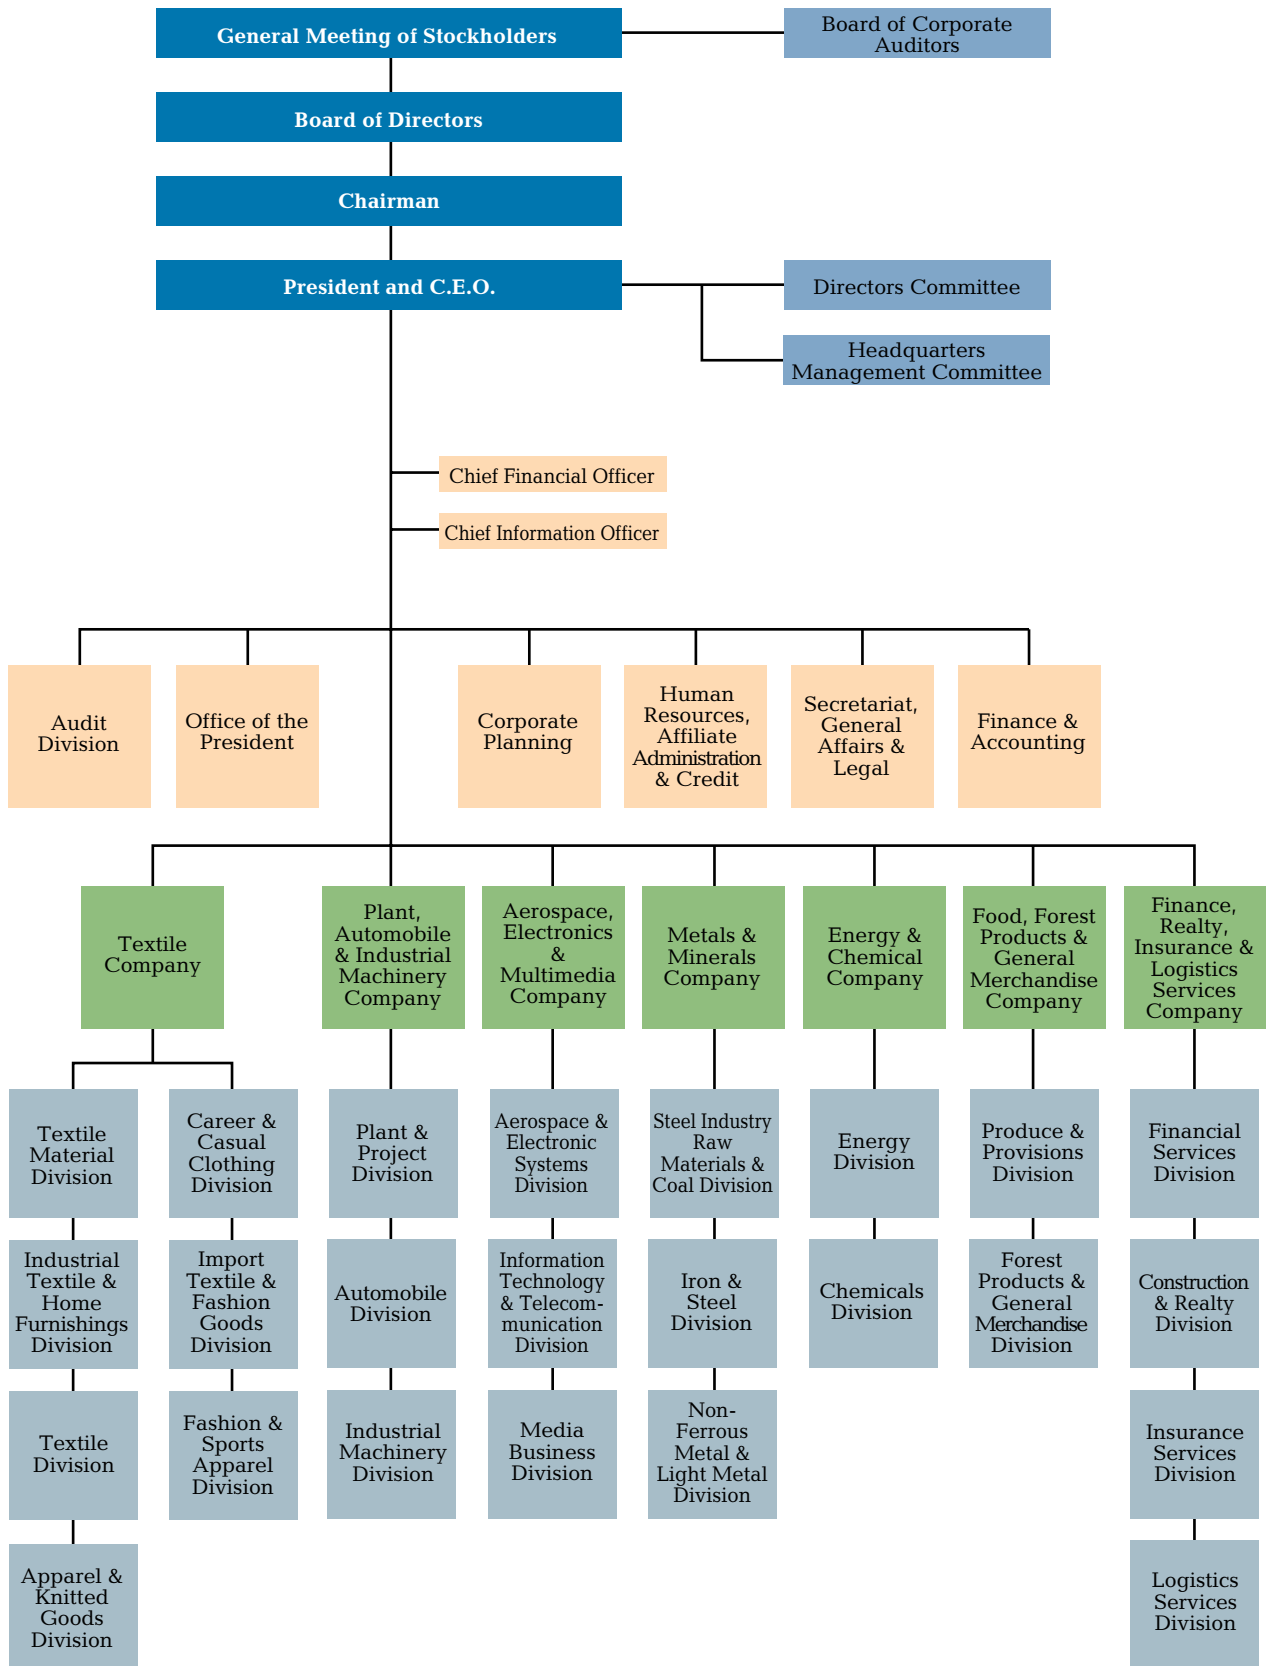 General Meeting of Stockholders
Board of Corporate
Auditors
Board of Directors
Chairman
President and C.E.O.
Directors Committee
Headquarters
Management Committee
Chief Financial Officer
Chief Information Officer
Audit
Division
Office of the
President
Corporate
Planning
Human
Resources,
Affiliate
Administration
& Credit
Secretariat,
General
Affairs &
Legal
Finance &
Accounting
Textile
Company
Plant,
Automobile
& Industrial
Machinery
Company
Aerospace,
Electronics
&
Multimedia
Company
Metals &
Minerals
Company
Energy &
Chemical
Company
Food, Forest
Products &
General
Merchandise
Company
Finance,
Realty,
Insurance &
Logistics
Services
Company
Textile
Material
Division
Career &
Casual
Clothing
Division
Plant &
Project
Division
Aerospace &
Electronic
Systems
Division
Steel Industry
Raw
Materials &
Coal Division
Energy
Division
Produce &
Provisions
Division
Financial
Services
Division
Industrial
Textile &
Home
Furnishings
Division
Import
Textile &
Fashion
Goods
Division
Automobile
Division
Information
Technology
& Telecom-
munication
Division
Iron &
Steel
Division
Chemicals
Division
Forest
Products &
General
Merchandise
Division
Construction
& Realty
Division
Textile
Division
Fashion &
Sports
Apparel
Division
Industrial
Machinery
Division
Media
Business
Division
Non-
Ferrous
Metal &
Light Metal
Division
Insurance
Services
Division
Apparel &
Knitted
Goods
Division
Logistics
Services
Division